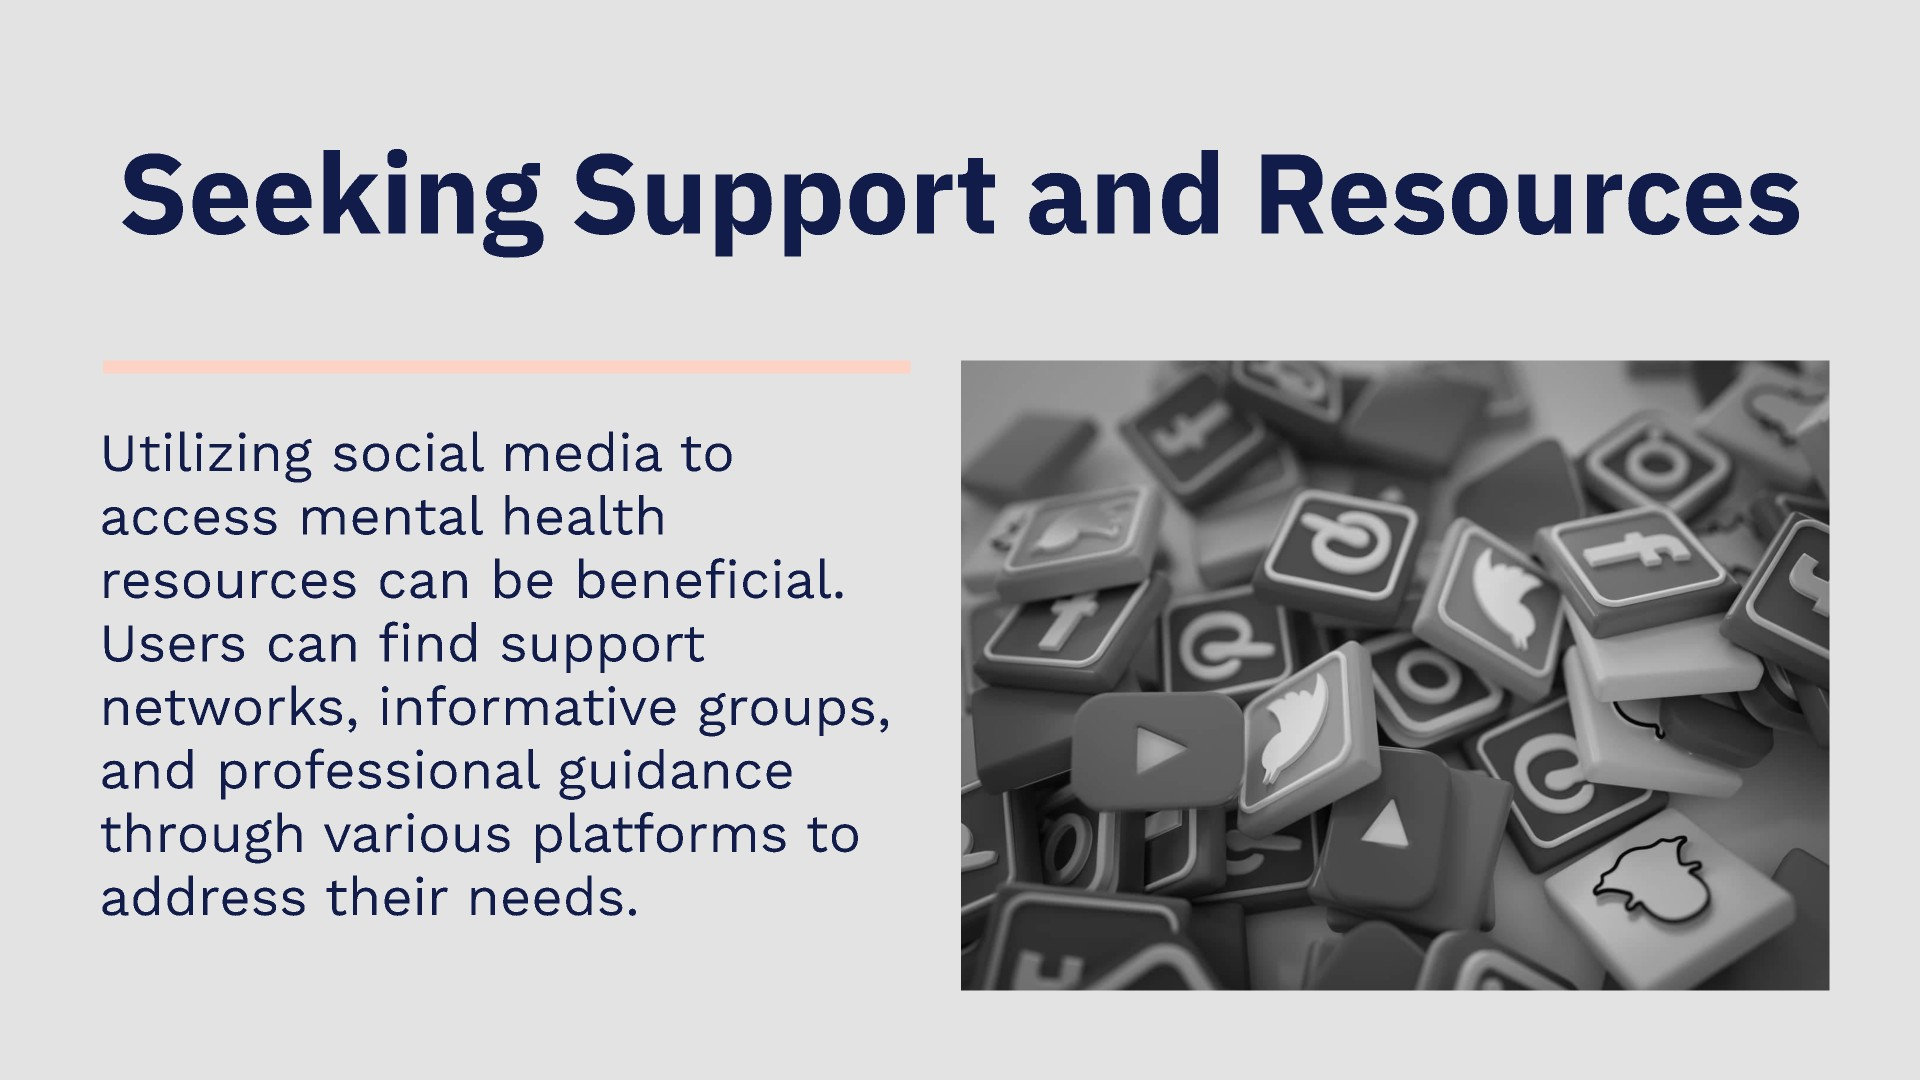 Seeking Support and Resources
Utilizing social media to
access mental health
resources can be beneficial.
Users can find support
networks, informative groups,
and professional guidance
through various platforms to
address their needs.